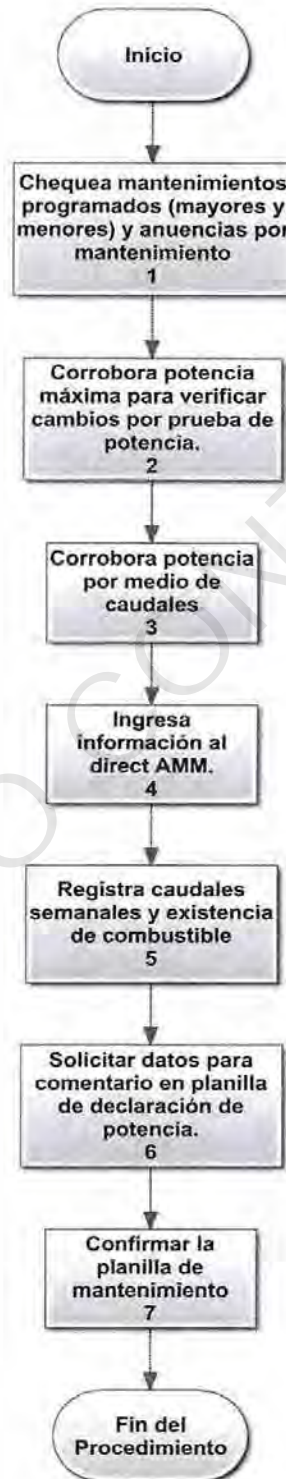 Inicio
Chequea mantenimientos
programados (mayores y
menores) y anuencias por
mantenimiento
1
Corrobora potencia
máxima para verificar
cambios por prueba de
potencia.
2
Corrobora potencia
por medio de
caudales
3
Ingresa
información al
direct AMM.
4
Registra caudales
semanales y existencia
de combustible
5
Solicitar datos para
comentario en planilla
de declaración de
potencia.
6
Confirmar la
planilla de
mantenimiento
7
Fin del
Procedimiento